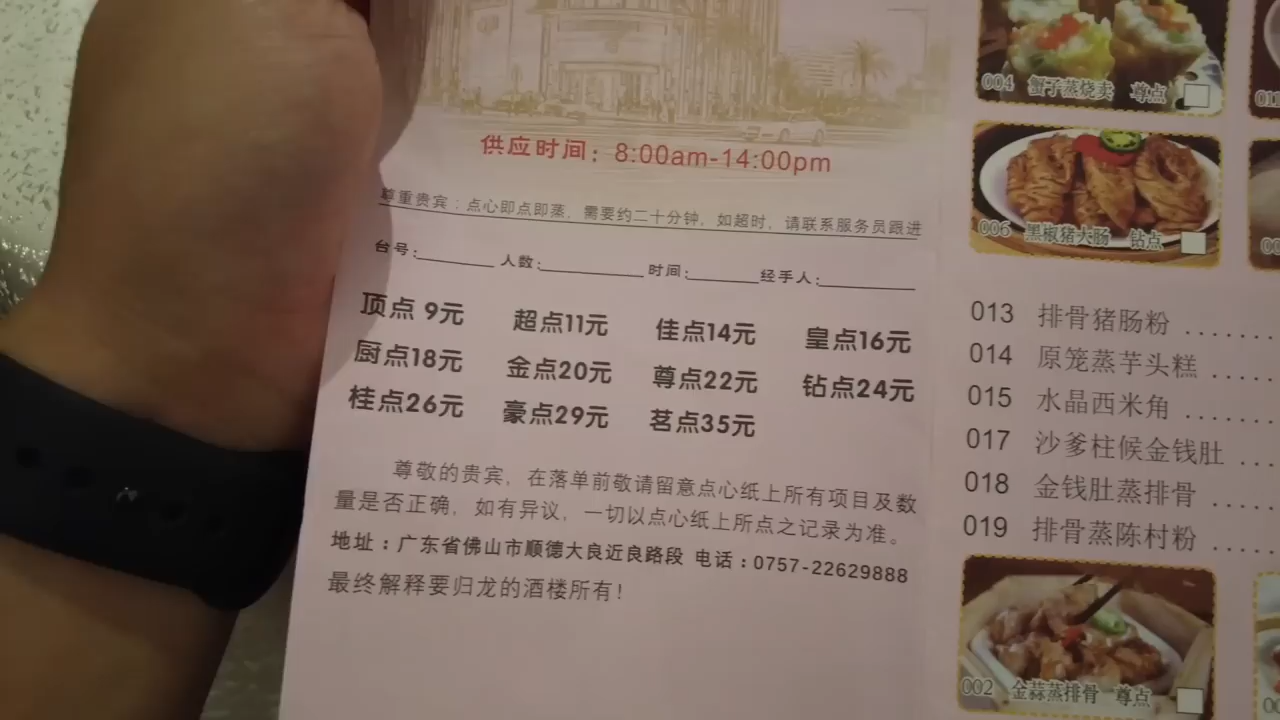 供应时间：8:00am-14:00pm
尊重贵宾：点心即点即蒸，需要约二十分钟，如超时，请联系服务员跟进
台号： 人数： 时间： 经手人：
顶点 9元 超点11元 佳点14元 皇点16元
厨点18元 金点20元 尊点22元 钻点24元
桂点26元 豪点29元 茗点35元
尊敬的贵宾，在落单前敬请留意点心纸上所有项目及数
量是否正确，如有异议，一切以点心纸上所点之记录为准。
地址：广东省佛山市顺德大良近良路段 电话：0757-22629888
最终解释要归龙的酒楼所有！
004 蟹子蒸烧卖 尊点
006 黑椒猪大肠 钻点
013 排骨猪肠粉
014 原笼蒸芋头糕
015 水晶西米角
017 沙爹柱候金钱肚
018 金钱肚蒸排骨
019 排骨蒸陈村粉
002 金蒜蒸排骨 尊点